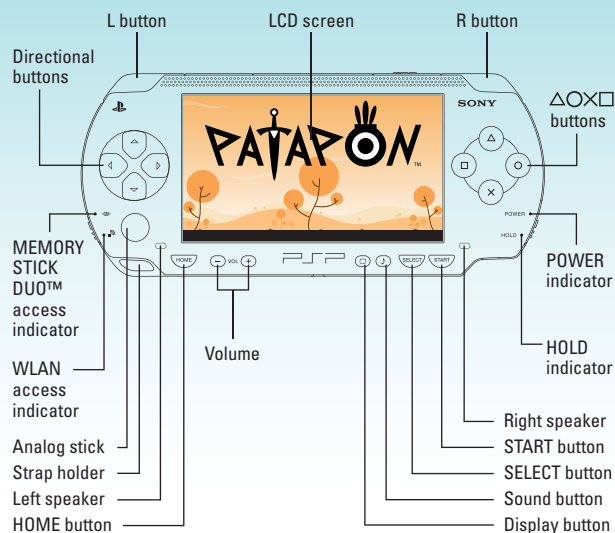 L button
LCD screen
R button
Directional
buttons
△○×□
buttons
SONY
PATAPON™
POWER
HOLD
MEMORY
STICK
DUO™
access
indicator
POWER
indicator
HOME
− VOL +
PSP
SELECT
START
Volume
WLAN
access
indicator
HOLD
indicator
Analog stick
Strap holder
Left speaker
HOME button
Right speaker
START button
SELECT button
Sound button
Display button